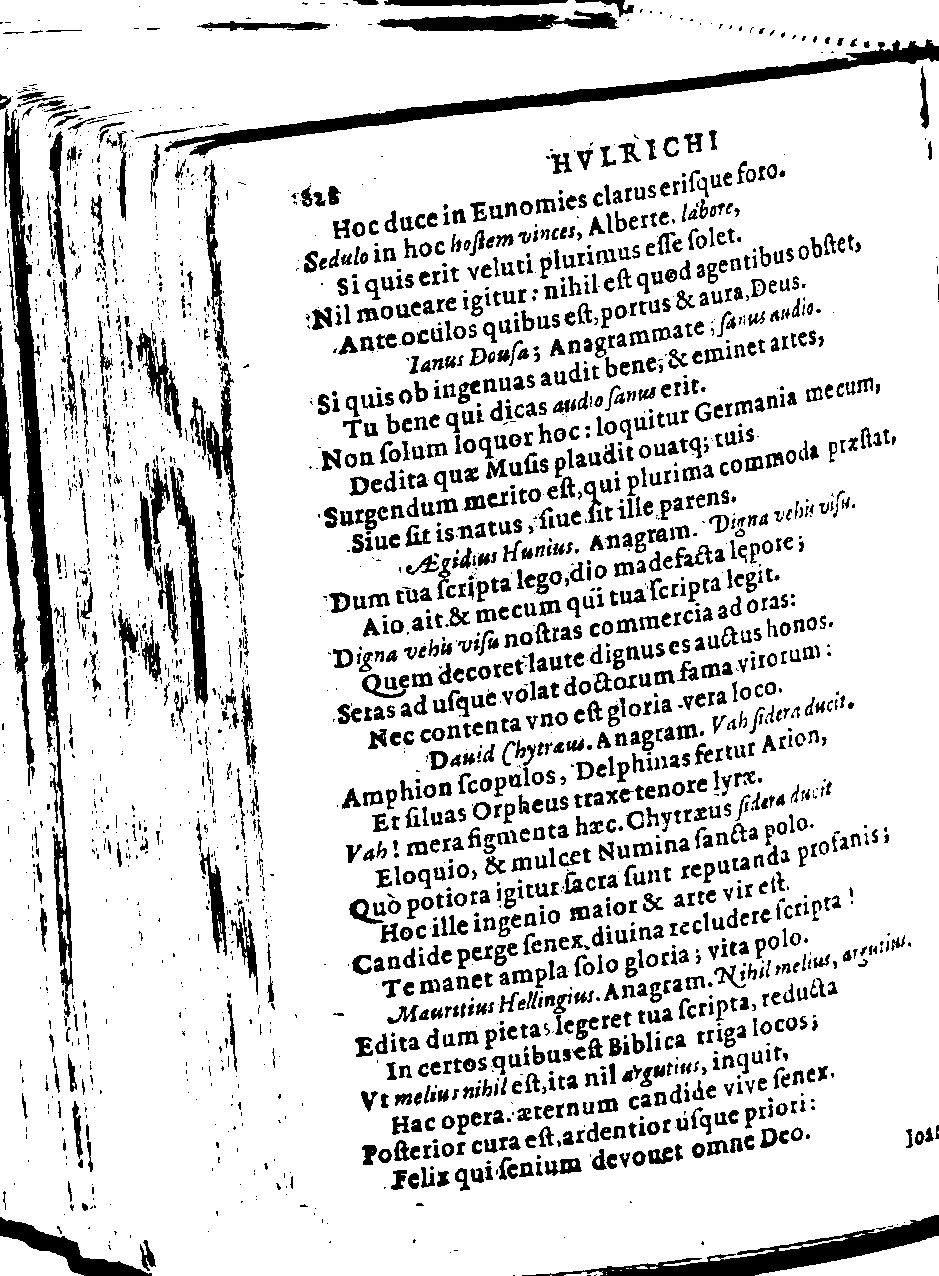 828 HVLRICHI
Hoc duce in Eunomies clarus eriſque foro.
Sedulo in hoc hoſtem vinces, Alberte, labore,
Si quis erit veluti plurimus eſſe ſolet.
Nil moueare igitur: nihil eſt quod agentibus obſtet,
Ante oculos quibus eſt, portus & aura, Deus.
Ianus Douſa; Anagrammate; ſanus audio.
Si quis ob ingenuas audit bene, & eminet artes,
Tu bene qui dicas audio ſanus erit.
Non ſolum loquor hoc: loquitur Germania mecum,
Dedita quæ Muſis plaudit ouatq; tuis
Surgendum merito eſt, qui plurima commoda præſtat,
Siue ſit is natus, ſiue ſit ille parens.
Ægidius Hunius. Anagram. Digna vehis viſu.
Dum tua ſcripta lego, dio madefacta lepore;
Aio ait & mecum qui tua ſcripta legit.
Digna vehis viſu noſtras commercia ad oras:
Quem decoret laute dignus es auctus honos.
Seras ad uſque volat doctorum fama virorum:
Nec contenta vno eſt gloria vera loco.
Dauid Chytræus. Anagram. Vah ſidera ducit.
Amphion ſcopulos, Delphinas fertur Arion,
Et ſiluas Orpheus traxe tenore lyræ.
Vah! mera figmenta hæc. Chytræus ſidera ducit
Eloquio, & mulcet Numina ſancta polo.
Quò potiora igitur ſacra ſunt reputanda profanis;
Hoc ille ingenio maior & arte vir eſt.
Candide perge ſenex, diuina recludere ſcripta!
Te manet ampla ſolo gloria; vita polo.
Mauritius Hellingius. Anagram. Nihil melius, argutius.
Edita dum pietas legeret tua ſcripta, reducta
In certos quibus eſt Biblica triga locos;
Vt melius nihil eſt, ita nil argutius, inquit,
Hac opera. æternum candide vive ſenex.
Poſterior cura eſt, ardentior uſque priori:
Felix qui ſenium devouet omne Deo.